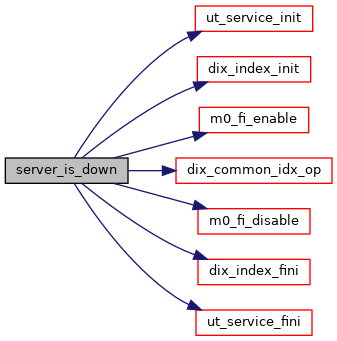 ut_service_init
dix_index_init
m0_fi_enable
server_is_down
dix_common_idx_op
m0_fi_disable
dix_index_fini
ut_service_fini